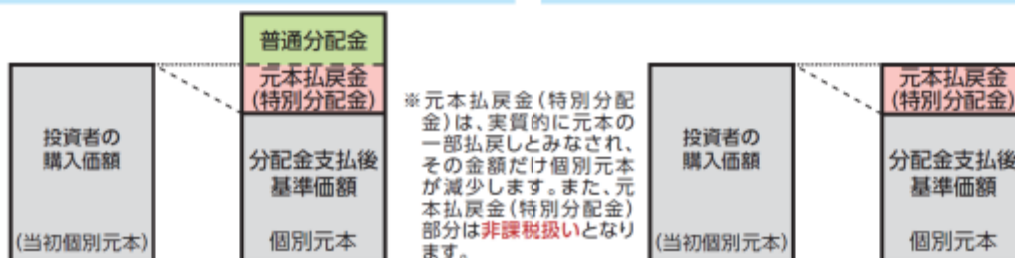 普通分配金
元本払戻金
(特別分配金)
投資者の
購入価額
(当初個別元本)
分配金支払後
基準価額
個別元本
※元本払戻金(特別分配
金)は、実質的に元本の
一部払戻しとみなされ、
その金額だけ個別元本
が減少します。また、元
本払戻金(特別分配金)
部分は非課税扱いとなり
ます。
投資者の
購入価額
(当初個別元本)
元本払戻金
(特別分配金)
分配金支払後
基準価額
個別元本